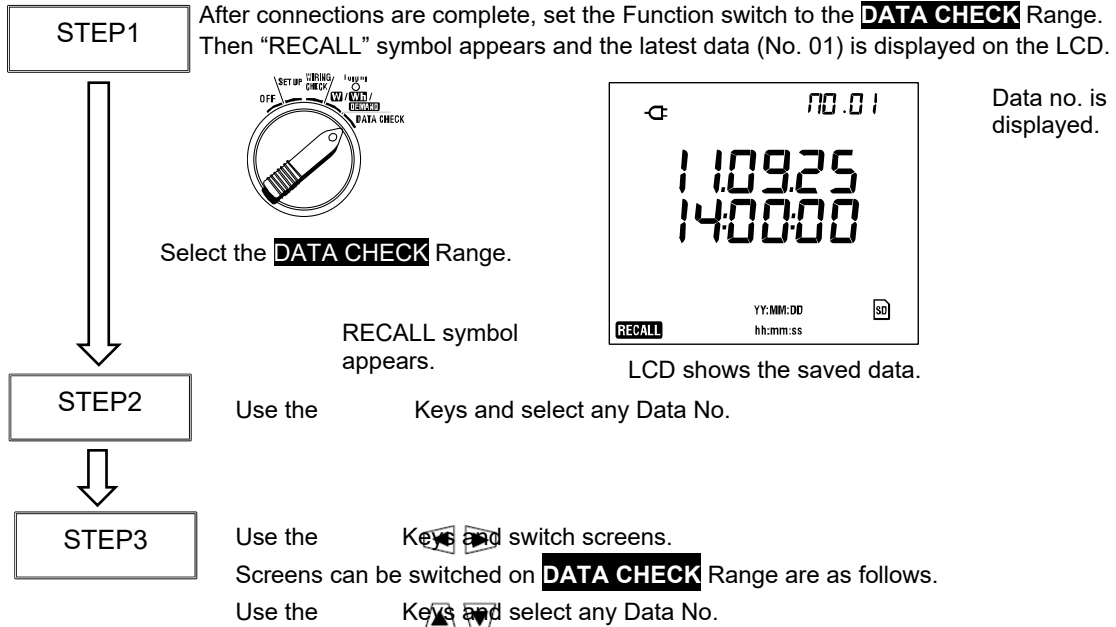 STEP1
After connections are complete, set the Function switch to the DATA CHECK Range.
Then “RECALL” symbol appears and the latest data (No. 01) is displayed on the LCD.
OFF
SET UP
WIRING CHECK
Logging
W / Wh / DEMAND
DATA CHECK
Select the DATA CHECK Range.
RECALL symbol
appears.
no.01
11.09.25
14:00:00
YY:MM:DD
SD
RECALL
hh:mm:ss
Data no. is
displayed.
LCD shows the saved data.
STEP2
Use the Keys and select any Data No.
STEP3
Use the Keys and switch screens.
Screens can be switched on DATA CHECK Range are as follows.
Use the Keys and select any Data No.